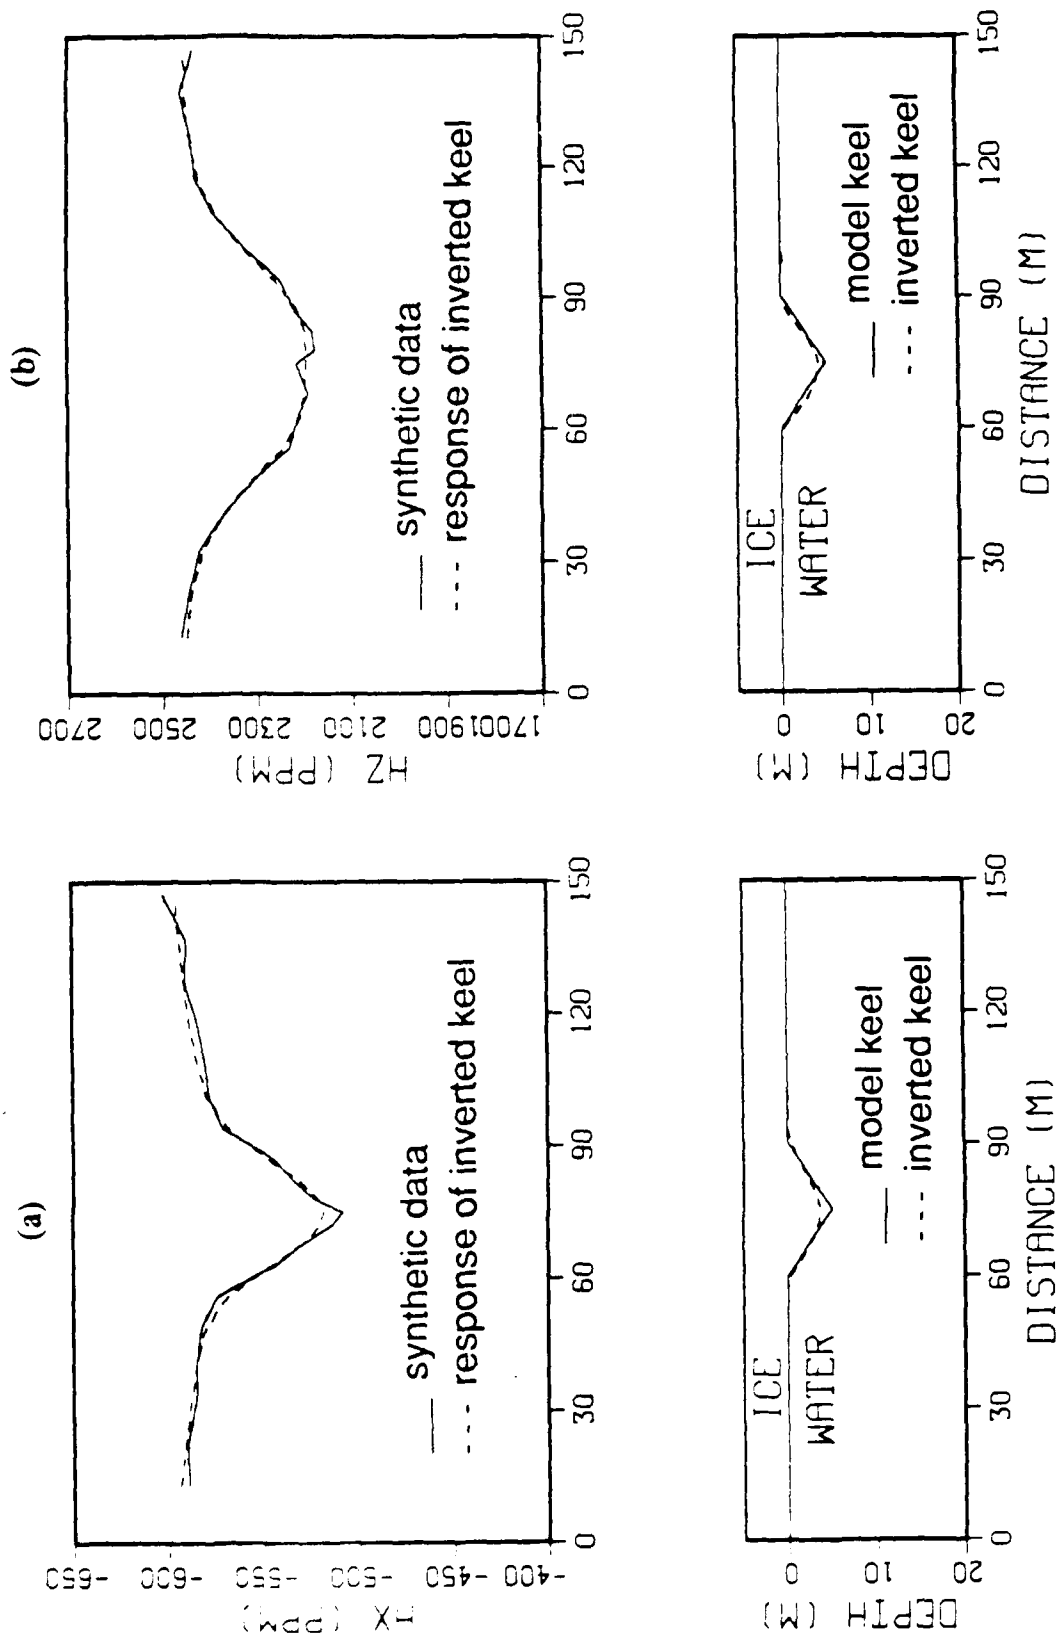 (a)
-650
-600
-550
-500
-450
-400
HX (PPM)
synthetic data
response of inverted keel
0
30
60
90
120
150
ICE
WATER
0
10
20
DEPTH
(M)
model keel
inverted keel
0
30
60
90
120
150
DISTANCE (M)
(b)
2700
2500
2300
2100
1900
1700
HZ (PPM)
synthetic data
response of inverted keel
0
30
60
90
120
150
ICE
WATER
0
10
20
DEPTH
(M)
model keel
inverted keel
0
30
60
90
120
150
DISTANCE (M)